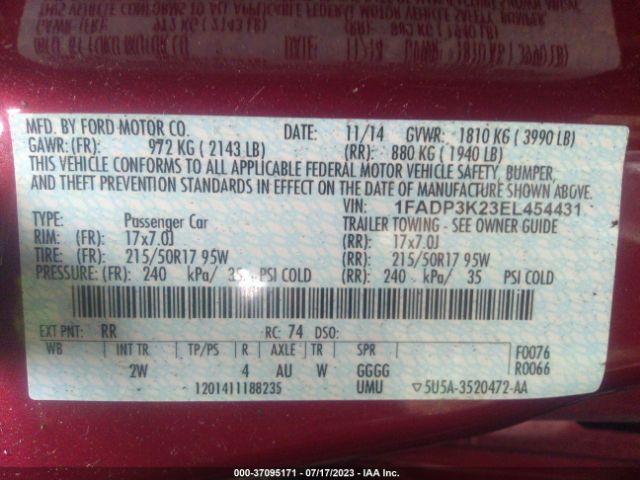 MFD. BY FORD MOTOR CO. DATE: 11/14 GVWR: 1810 KG ( 3990 LB)
GAWR: (FR): 972 KG ( 2143 LB) (RR): 880 KG ( 1940 LB)
THIS VEHICLE CONFORMS TO ALL APPLICABLE FEDERAL MOTOR VEHICLE SAFETY, BUMPER,
AND THEFT PREVENTION STANDARDS IN EFFECT ON THE DATE OF MANUFACTURE SHOWN ABOVE.
VIN: 1FADP3K23EL454431
TYPE: Passenger Car TRAILER TOWING - SEE OWNER GUIDE
RIM: (FR): 17x7.0J (RR): 17x7.0J
TIRE: (FR): 215/50R17 95W (RR): 215/50R17 95W
PRESSURE: (FR): 240 kPa/ 35 PSI COLD (RR): 240 kPa/ 35 PSI COLD
EXT PNT: RR RC: 74 DSO:
WB INT TR TP/PS R AXLE TR SPR F0076
2W 4 AU W GGGG R0066
1201411188235 UMU ▽5U5A-3520472-AA
000-37095171 - 07/17/2023 - IAA Inc.